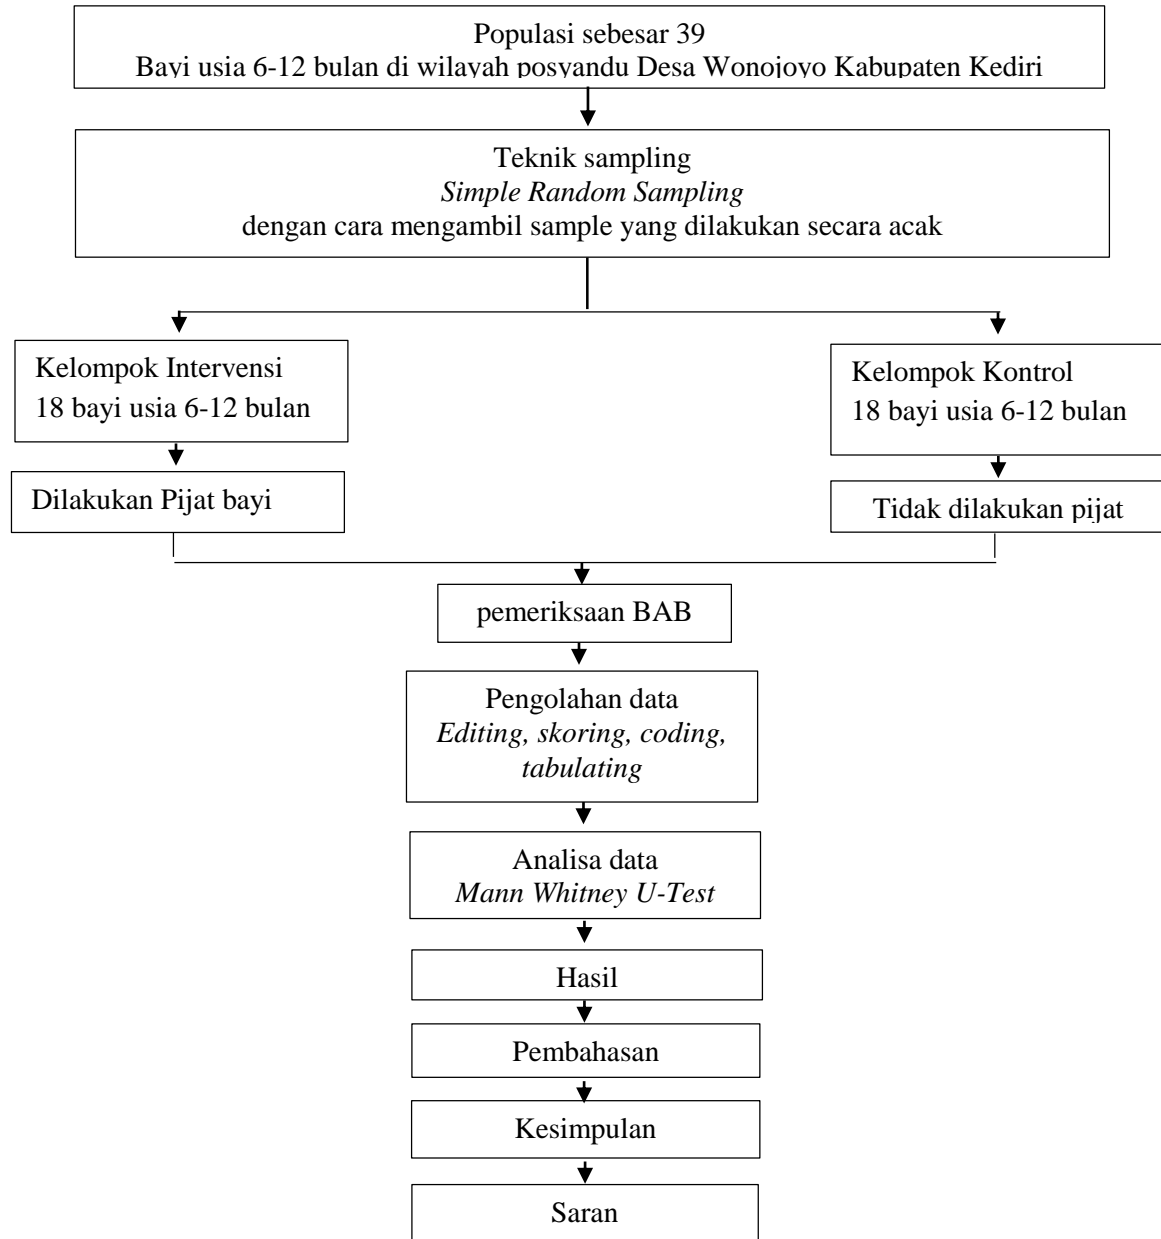 Populasi sebesar 39
Bayi usia 6-12 bulan di wilayah posyandu Desa Wonojoyo Kabupaten Kediri
Teknik sampling
Simple Random Sampling
dengan cara mengambil sample yang dilakukan secara acak
Kelompok Intervensi
18 bayi usia 6-12 bulan
Kelompok Kontrol
18 bayi usia 6-12 bulan
Dilakukan Pijat bayi
Tidak dilakukan pijat
pemeriksaan BAB
Pengolahan data
Editing, skoring, coding,
tabulating
Analisa data
Mann Whitney U-Test
Hasil
Pembahasan
Kesimpulan
Saran